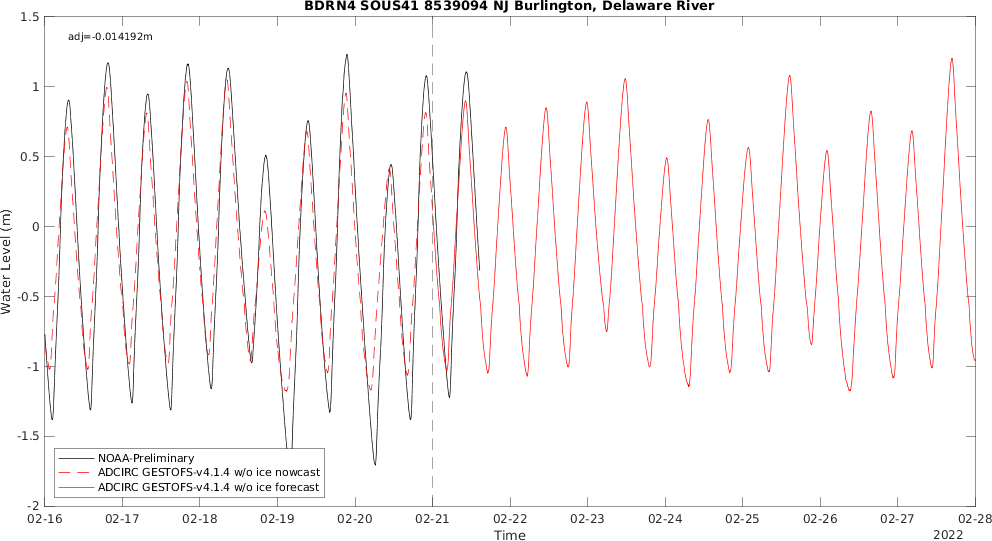 BDRN4 SOUS41 8539094 NJ Burlington, Delaware River
adj=-0.014192m
1.5
1
0.5
0
-0.5
-1
-1.5
-2
Water Level (m)
NOAA-Preliminary
ADCIRC GESTOFS-v4.1.4 w/o ice nowcast
ADCIRC GESTOFS-v4.1.4 w/o ice forecast
02-16 02-17 02-18 02-19 02-20 02-21 02-22 02-23 02-24 02-25 02-26 02-27 02-28
Time
2022